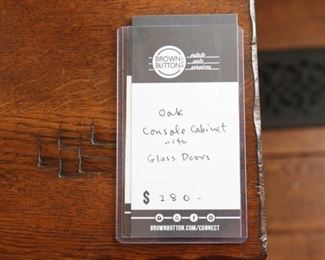 BROWN
BUTTON
estate
sale
services
Oak
Console Cabinet
with
Glass Doors
$ 280-
BROWNBUTTON.COM/CONNECT